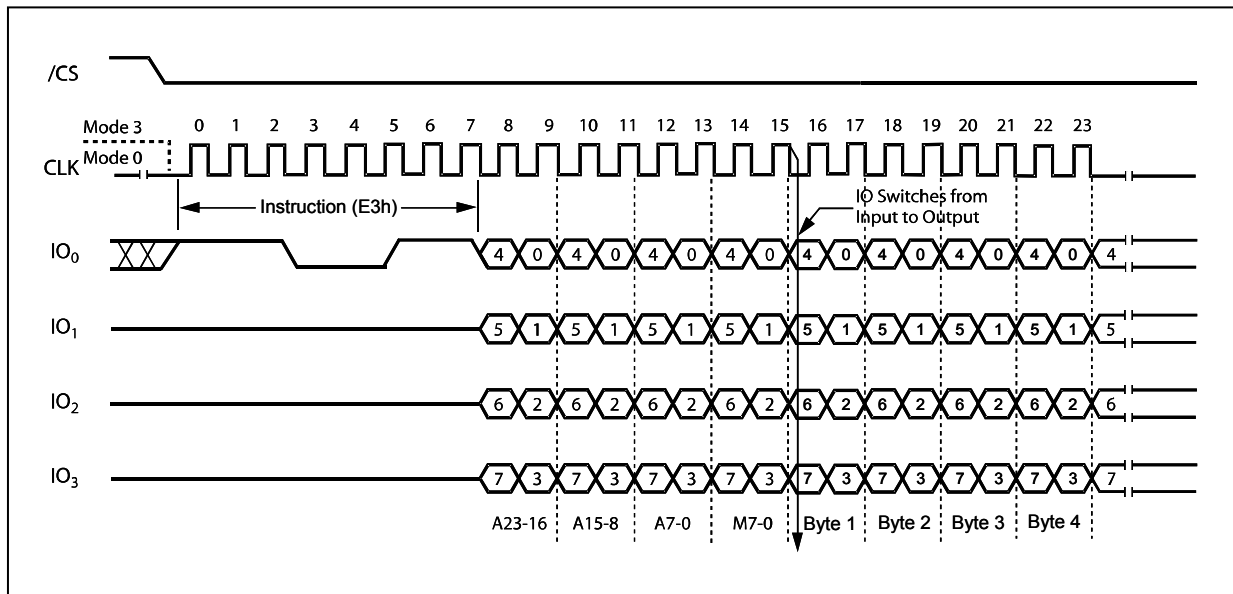 /CS
Mode 3
0 1 2 3 4 5 6 7 8 9 10 11 12 13 14 15 16 17 18 19 20 21 22 23
Mode 0
CLK
Instruction (E3h)
IO Switches from
Input to Output
IO0 4 0 4 0 4 0 4 0 4 0 4 0 4 0 4 0 4
IO1 5 1 5 1 5 1 5 1 5 1 5 1 5 1 5 1 5
IO2 6 2 6 2 6 2 6 2 6 2 6 2 6 2 6 2 6
IO3 7 3 7 3 7 3 7 3 7 3 7 3 7 3 7 3 7
A23-16 A15-8 A7-0 M7-0 Byte 1 Byte 2 Byte 3 Byte 4